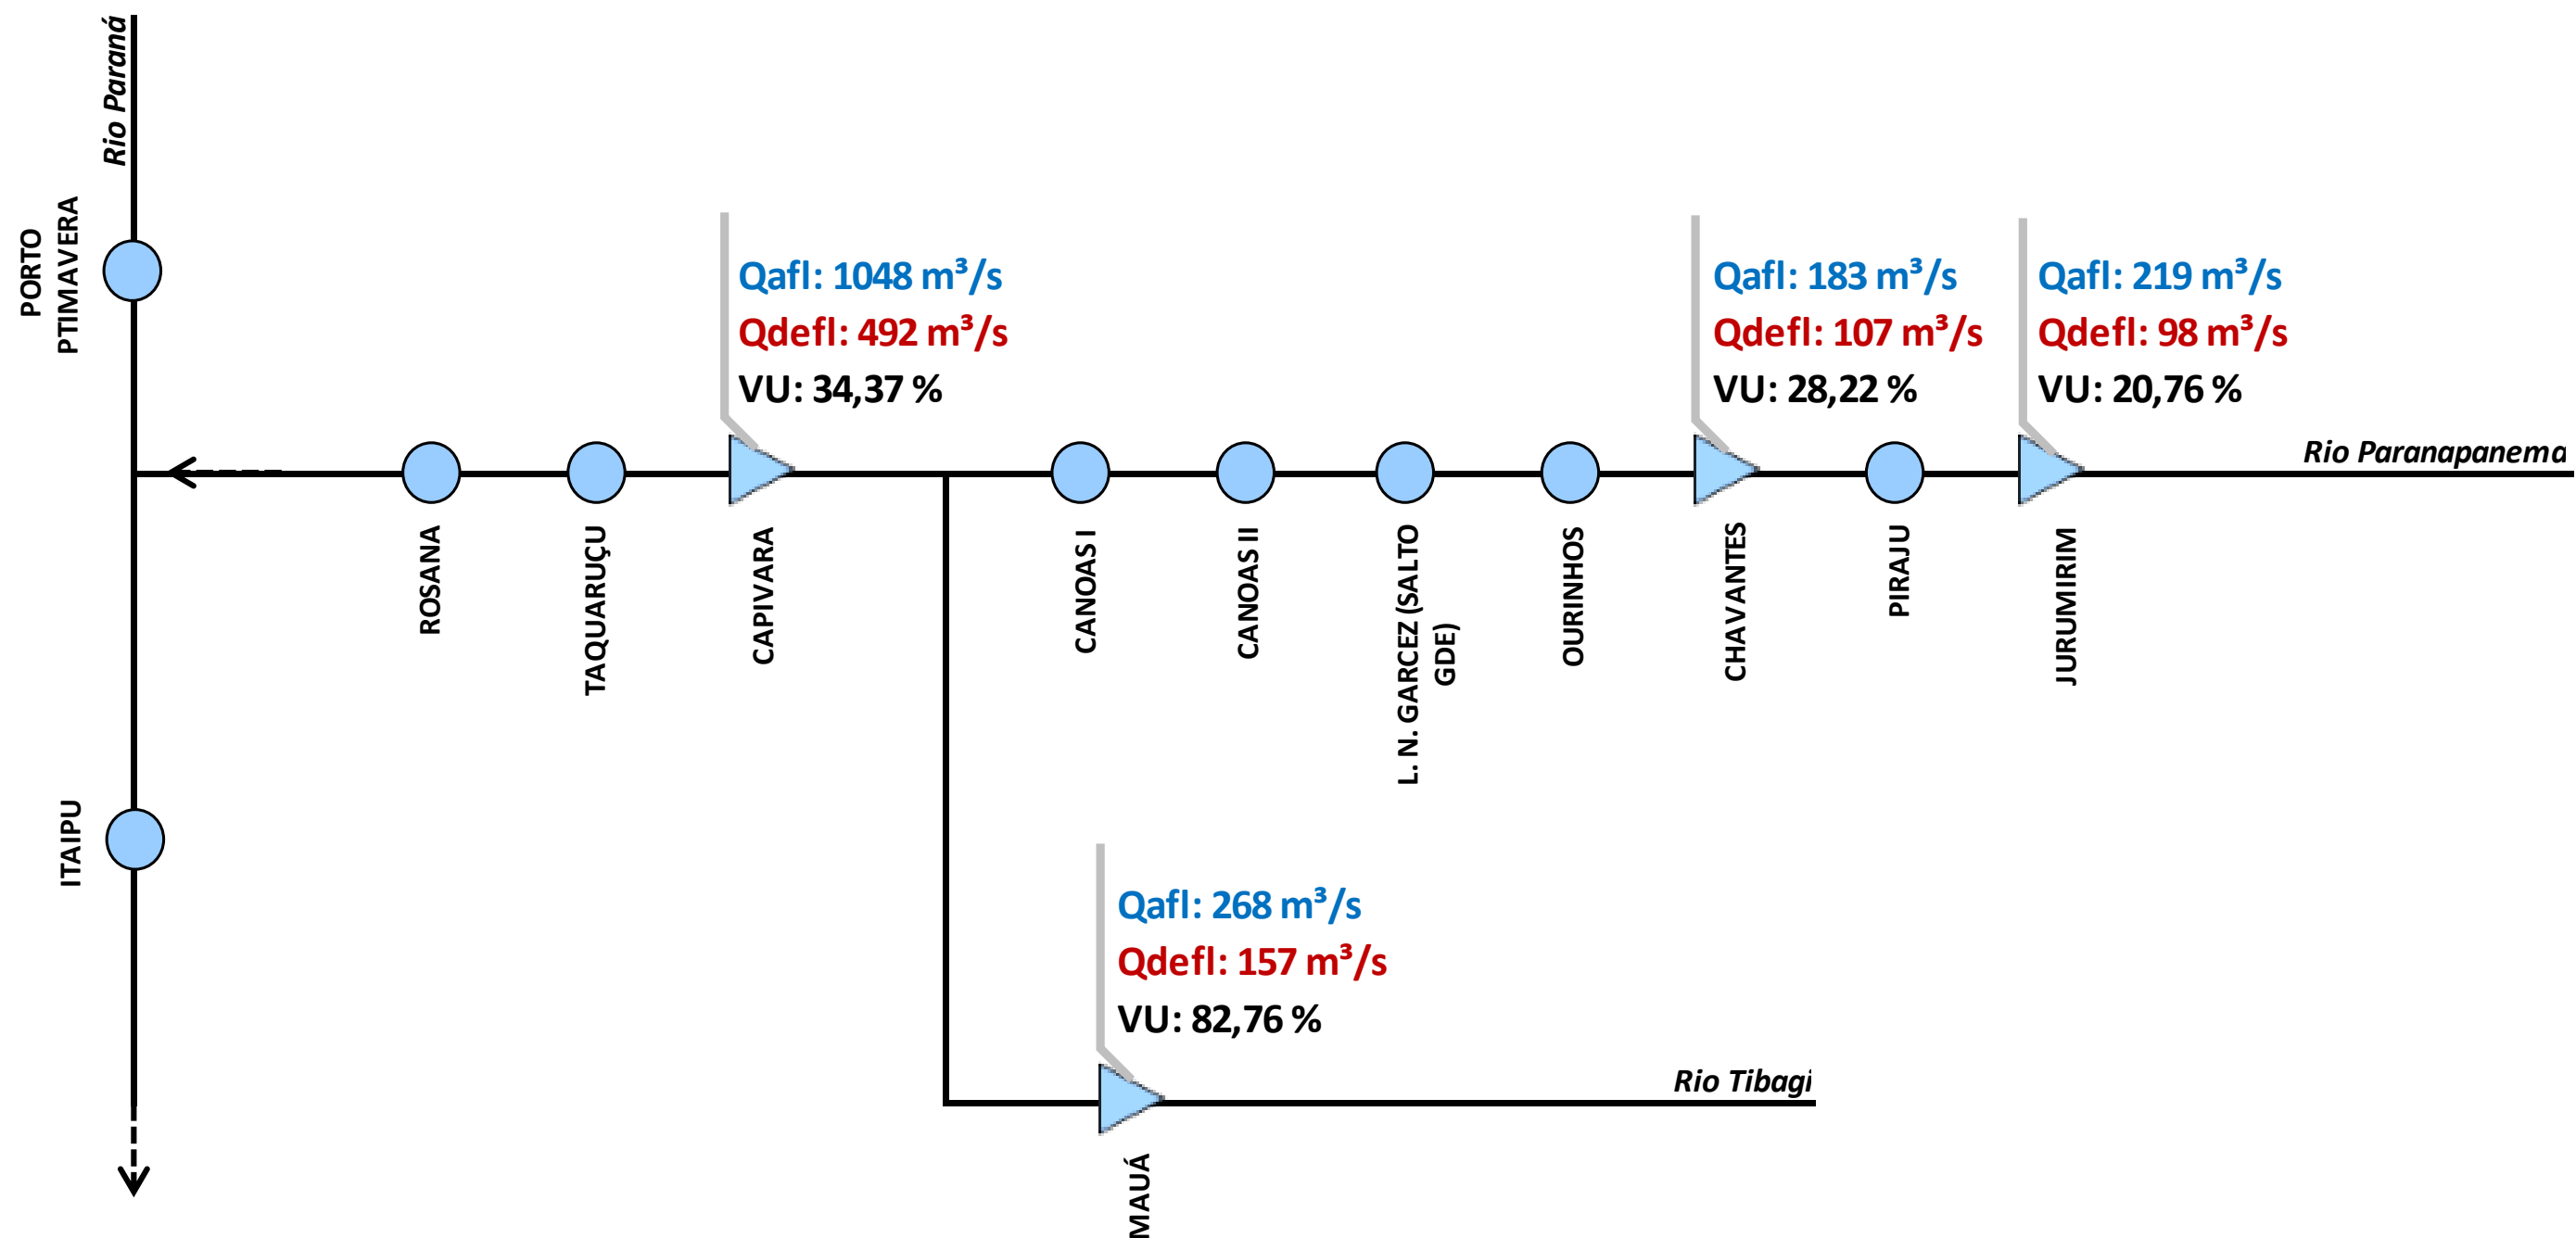 Rio Paraná
PORTO
PTIMAVERA
Qafl: 1048 m³/s
Qdefl: 492 m³/s
VU: 34,37 %
Qafl: 183 m³/s
Qdefl: 107 m³/s
VU: 28,22 %
Qafl: 219 m³/s
Qdefl: 98 m³/s
VU: 20,76 %
Rio Paranapanema
ROSANA
TAQUARUÇU
CAPIVARA
CANOAS I
CANOAS II
L. N. GARCEZ (SALTO
GDE)
OURINHOS
CHAVANTES
PIRAJU
JURUMIRIM
ITAIPU
Qafl: 268 m³/s
Qdefl: 157 m³/s
VU: 82,76 %
Rio Tibagi
MAUÁ